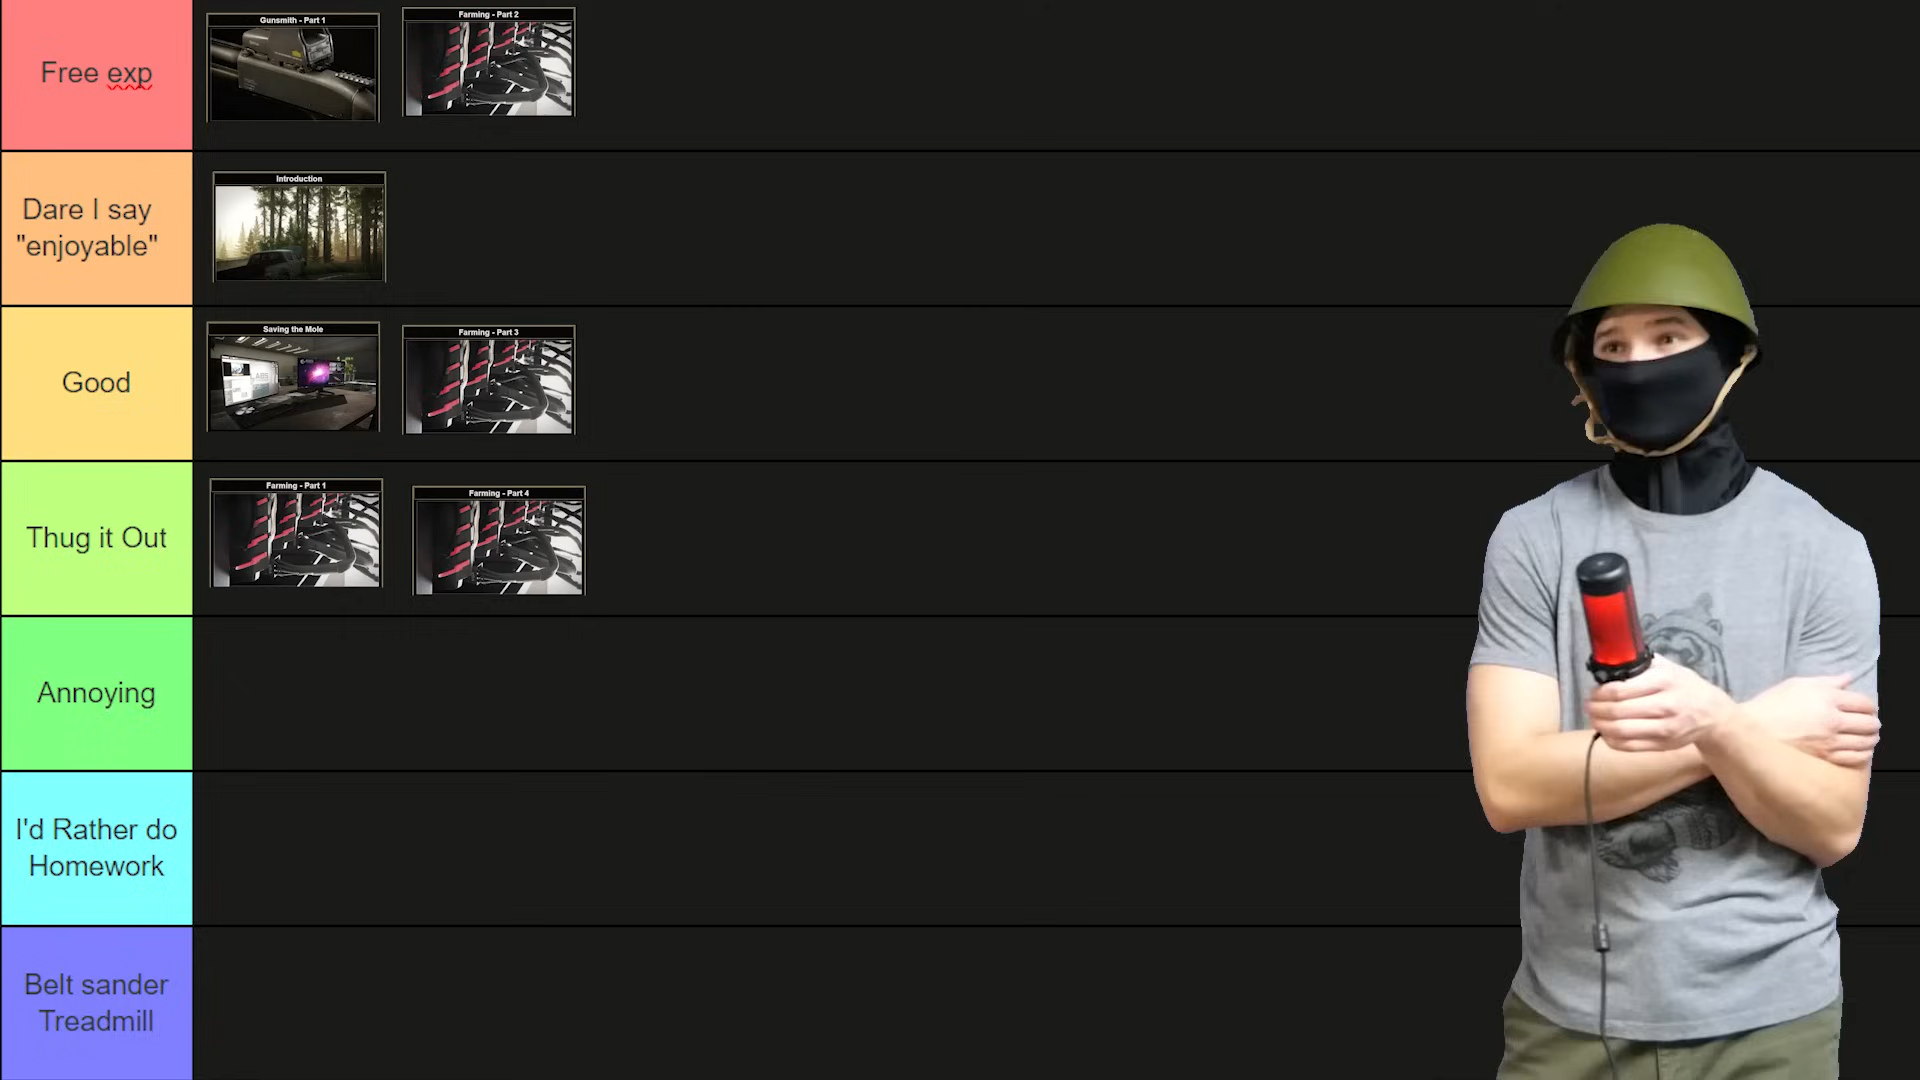 Free exp
Gunsmith - Part 1
Farming - Part 2
Dare I say
"enjoyable"
Introduction
Good
Saving the Mole
Farming - Part 3
Thug it Out
Farming - Part 1
Farming - Part 4
Annoying
I'd Rather do
Homework
Belt sander
Treadmill